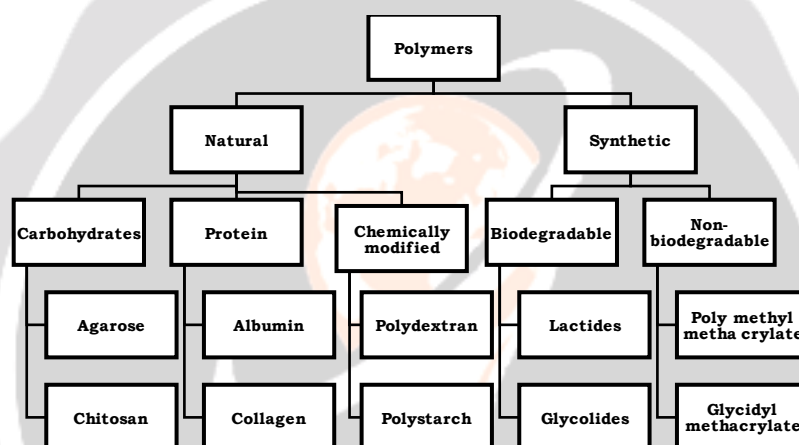 Polymers
Natural
Synthetic
Carbohydrates
Protein
Chemically
modified
Biodegradable
Non-
biodegradable
Agarose
Albumin
Polydextran
Lactides
Poly methyl
metha crylate
Chitosan
Collagen
Polystarch
Glycolides
Glycidyl
methacrylate